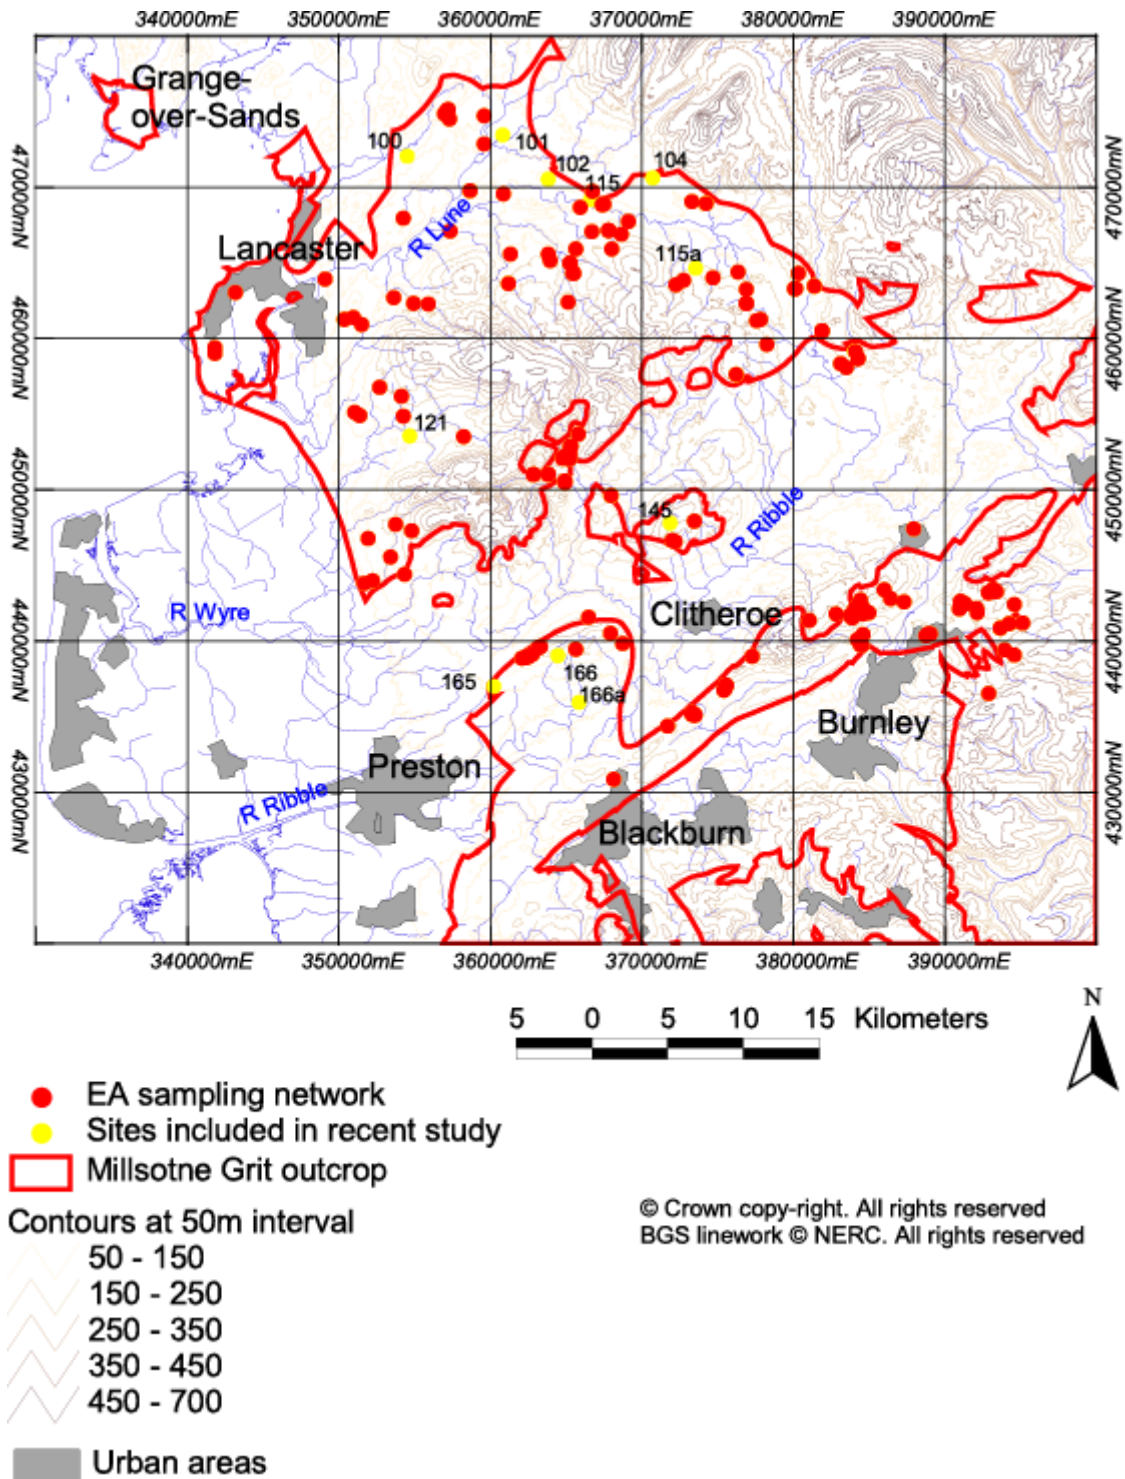 340000mE 350000mE 360000mE 370000mE 380000mE 390000mE
Grange-
over-Sands
100
101
102
104
115
470000mN
470000mN
R Lune
Lancaster
115a
460000mN
460000mN
121
450000mN
450000mN
145
R Ribble
R Wyre
Clitheroe
440000mN
440000mN
165
166
166a
Burnley
Preston
430000mN
430000mN
R Ribble
Blackburn
340000mE 350000mE 360000mE 370000mE 380000mE 390000mE
5 0 5 10 15 Kilometers
N
EA sampling network
Sites included in recent study
Millsotne Grit outcrop
Contours at 50m interval
50 - 150
150 - 250
250 - 350
350 - 450
450 - 700
Urban areas
© Crown copy-right. All rights reserved
BGS linework © NERC. All rights reserved